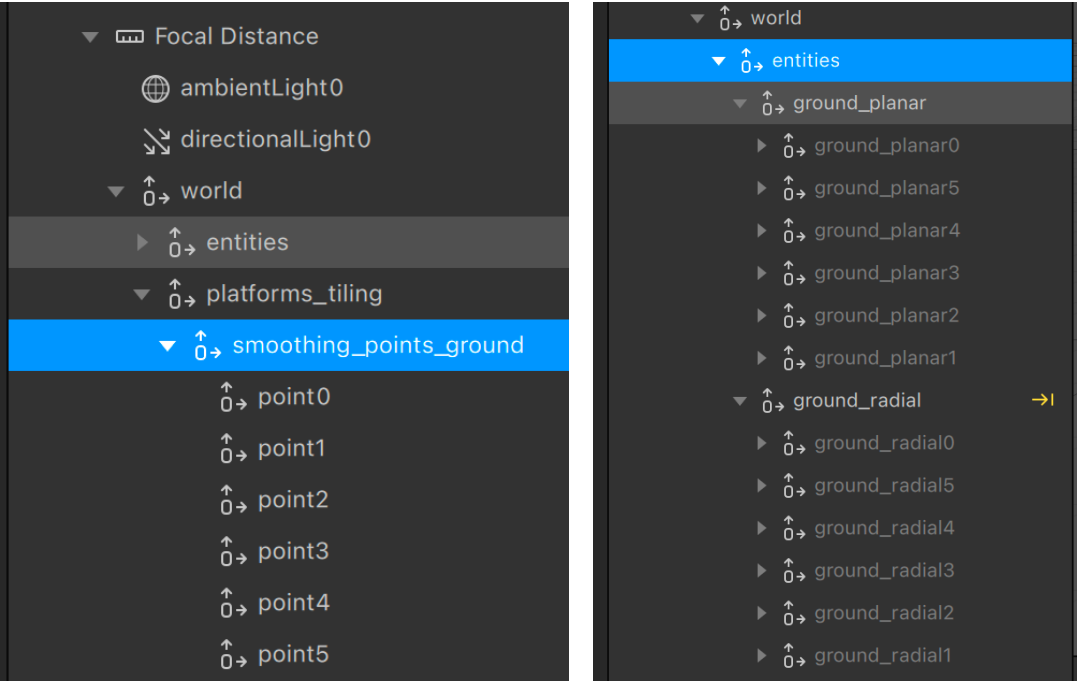 Focal Distance
ambientLight0
directionalLight0
world
entities
platforms_tiling
smoothing_points_ground
point0
point1
point2
point3
point4
point5
world
entities
ground_planar
ground_planar0
ground_planar5
ground_planar4
ground_planar3
ground_planar2
ground_planar1
ground_radial
ground_radial0
ground_radial5
ground_radial4
ground_radial3
ground_radial2
ground_radial1